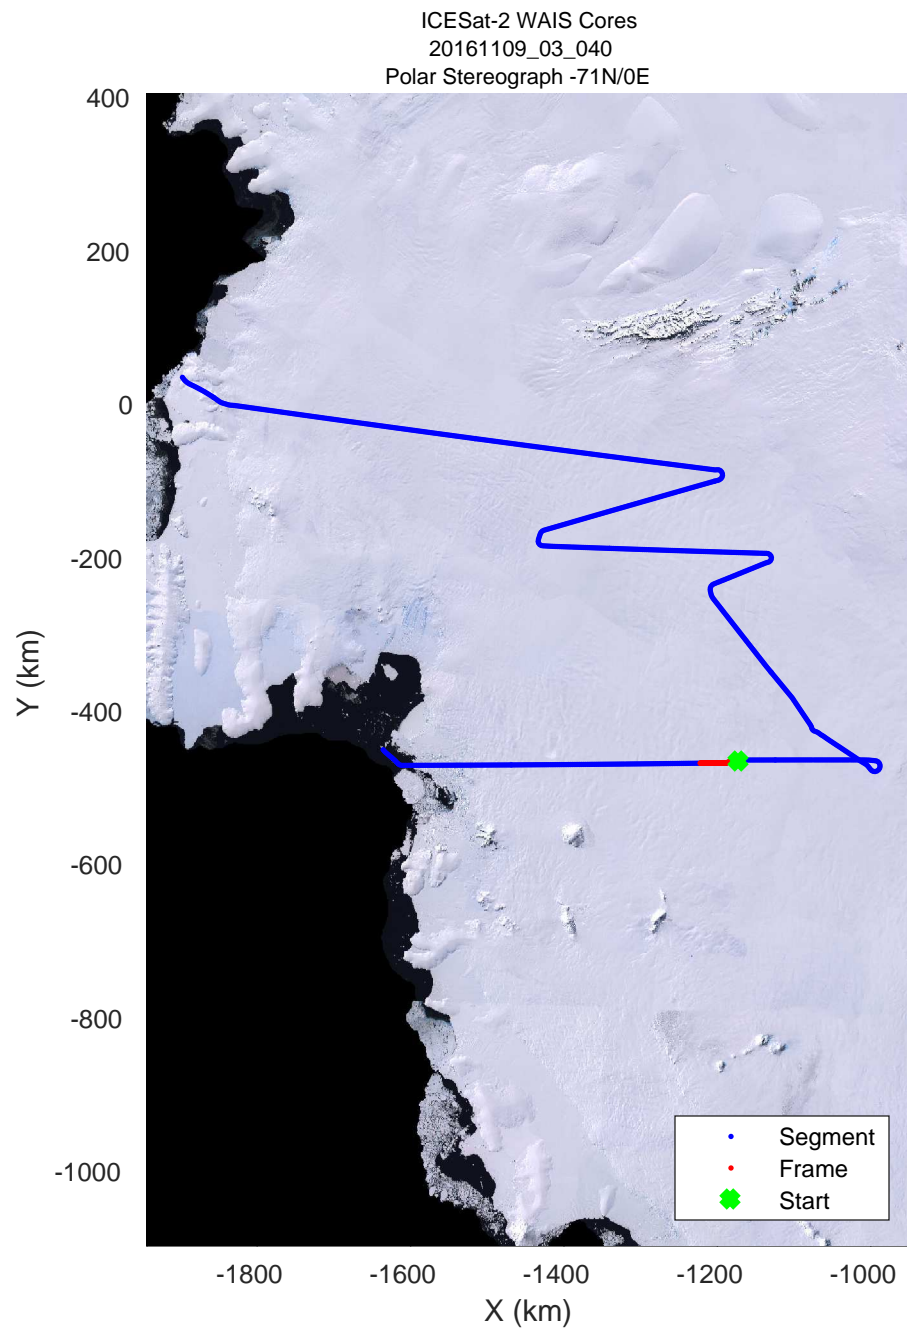 ICESat-2 WAIS Cores
20161109_03_040
Polar Stereograph -71N/0E
400
200
0
-200
-400
-600
-800
-1000
Y (km)
Segment
Frame
Start
-1800 -1600 -1400 -1200 -1000
X (km)